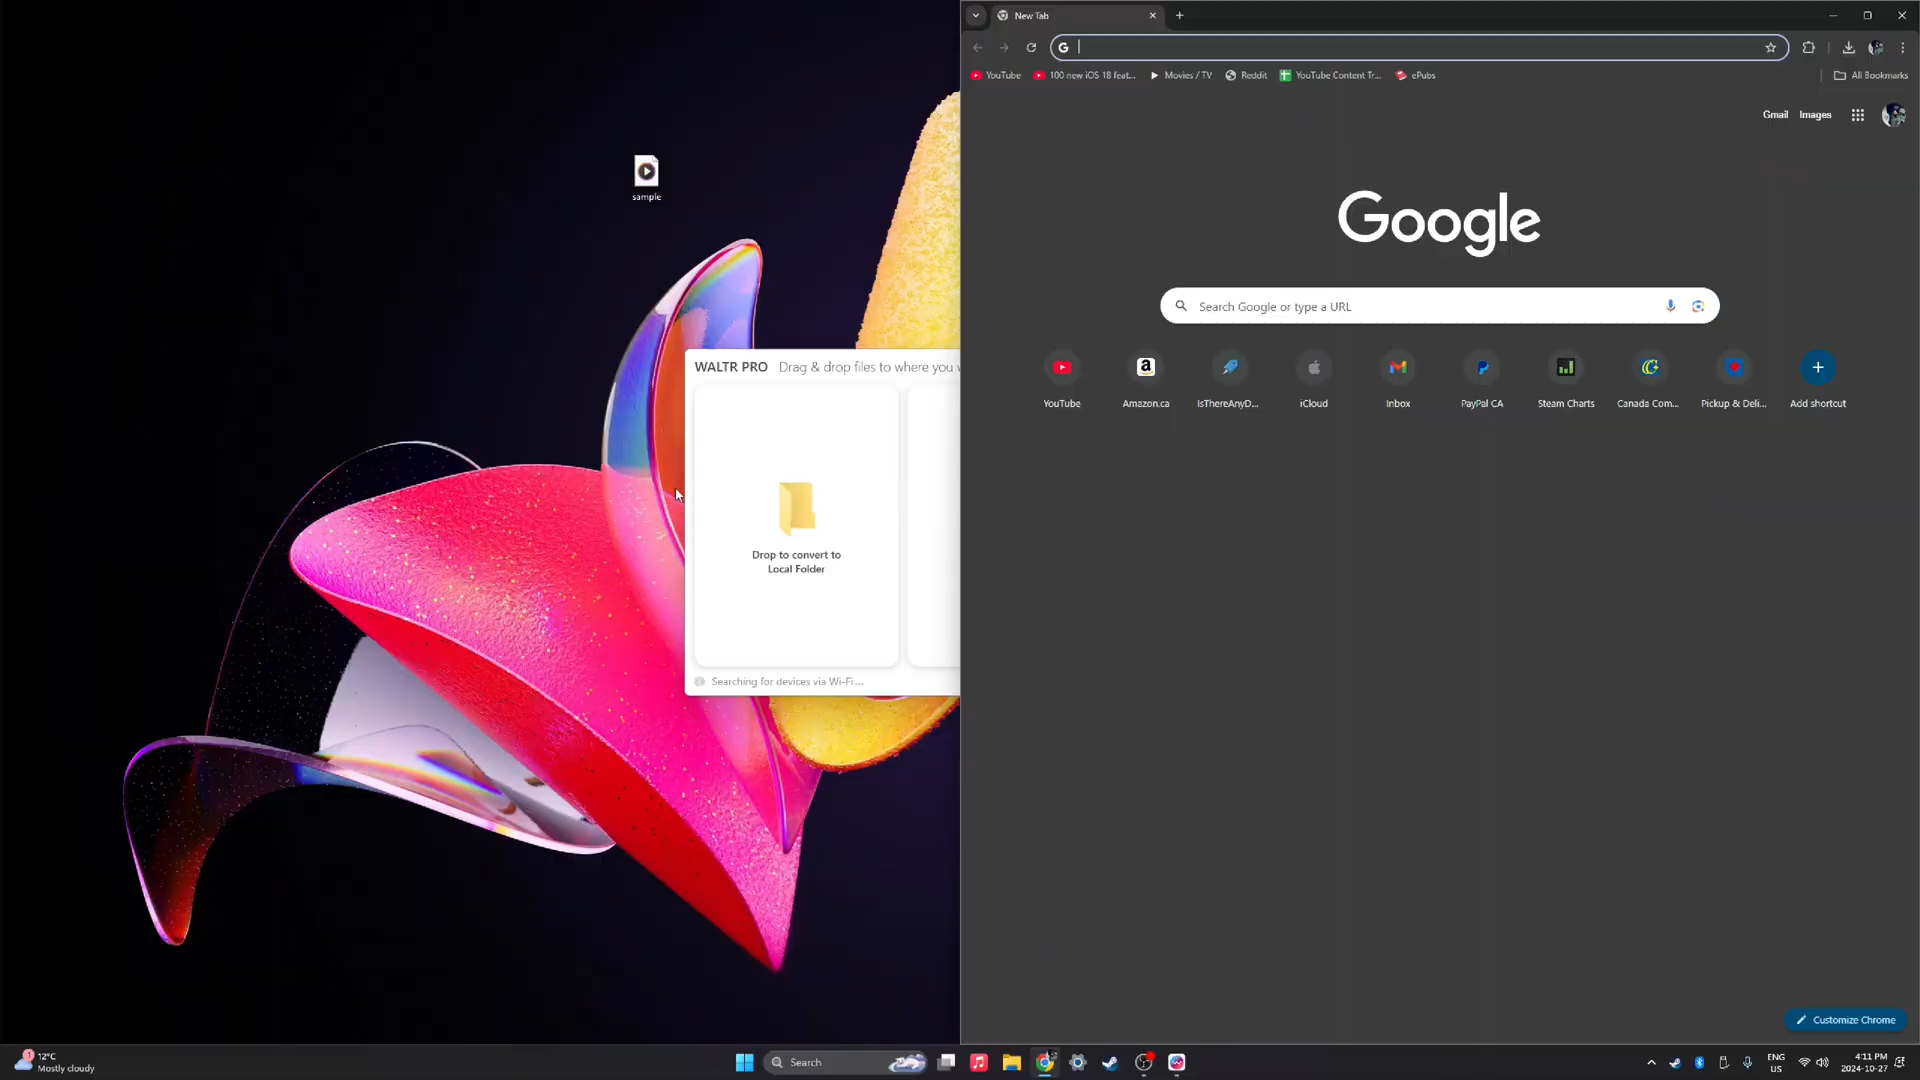 New Tab
G
YouTube
100 new iOS 18 feat...
Movies / TV
Reddit
YouTube Content Tr...
ePubs
All Bookmarks
Gmail
Images
sample
Google
Search Google or type a URL
WALTR PRO
Drag & drop files to where you
YouTube
Amazon.ca
IsThereAnyD...
iCloud
Inbox
PayPal CA
Steam Charts
Canada Com...
Pickup & Deli...
Add shortcut
Drop to convert to
Local Folder
Searching for devices via Wi-Fi...
Customize Chrome
1
12°C
Mostly cloudy
Search
ENG
US
4:11 PM
2024-10-27